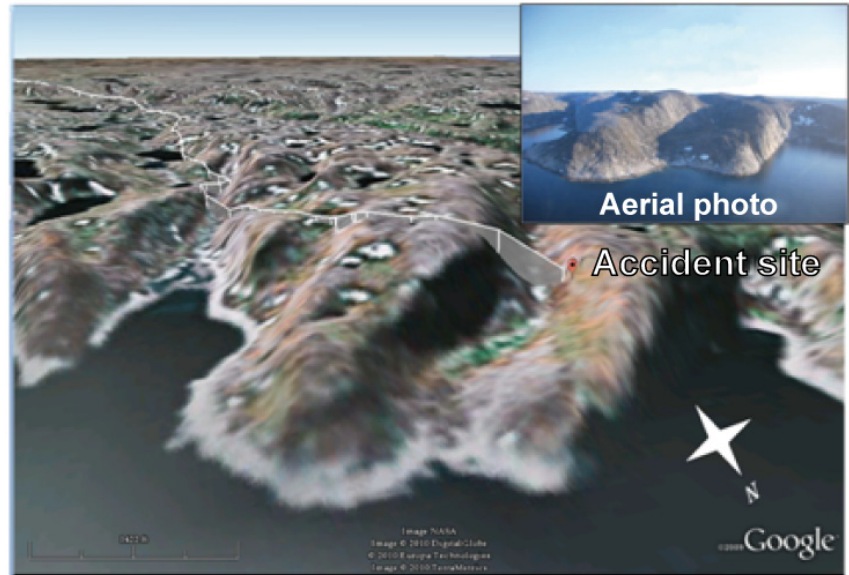 Aerial photo
Accident site
N
Image NASA
Image © 2010 DigitalGlobe
© 2010 Europa Technologies
Image © 2010 TerraMetrics
©2009 Google